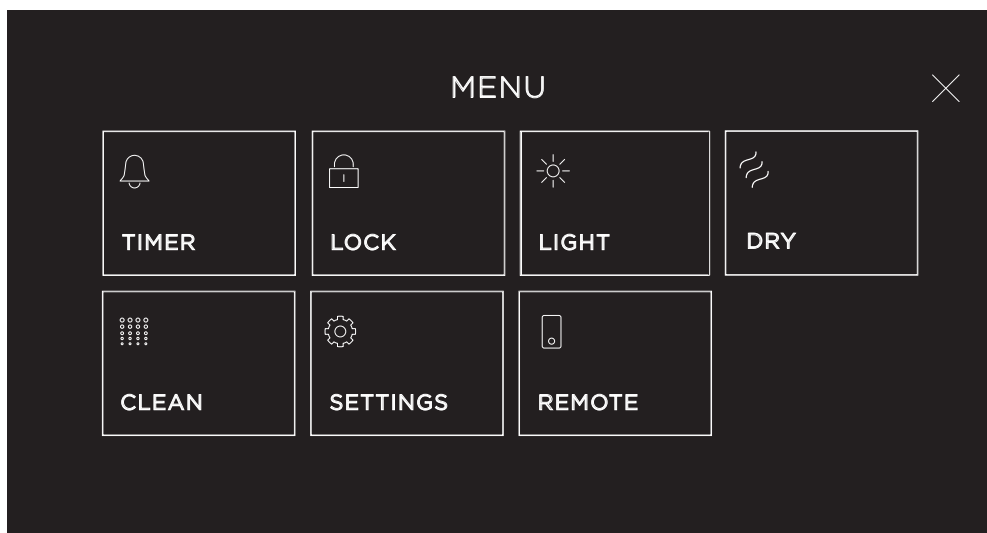 MENU
TIMER
LOCK
LIGHT
DRY
CLEAN
SETTINGS
REMOTE